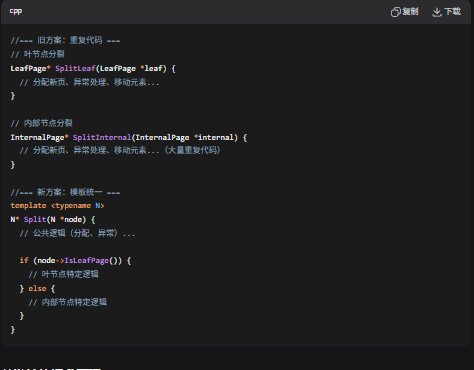 cpp
复制 下载
//=== 旧方案：重复代码 ===
// 叶节点分裂
LeafPage* SplitLeaf(LeafPage *leaf) {
  // 分配新页、异常处理、移动元素...
}

// 内部节点分裂
InternalPage* SplitInternal(InternalPage *internal) {
  // 分配新页、异常处理、移动元素...（大量重复代码）
}

//=== 新方案：模板统一 ===
template <typename N>
N* Split(N *node) {
  // 公共逻辑（分配、异常）...

  if (node->IsLeafPage()) {
    // 叶节点特定逻辑
  } else {
    // 内部节点特定逻辑
  }
}